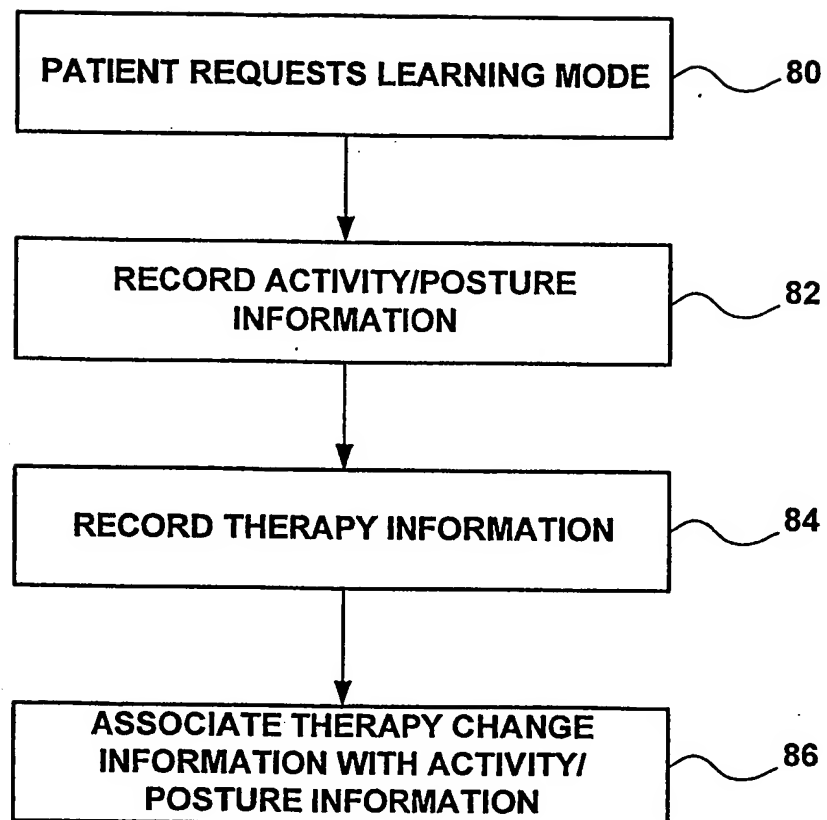 PATIENT REQUESTS LEARNING MODE
80
RECORD ACTIVITY/POSTURE
INFORMATION
82
RECORD THERAPY INFORMATION
84
ASSOCIATE THERAPY CHANGE
INFORMATION WITH ACTIVITY/
POSTURE INFORMATION
86